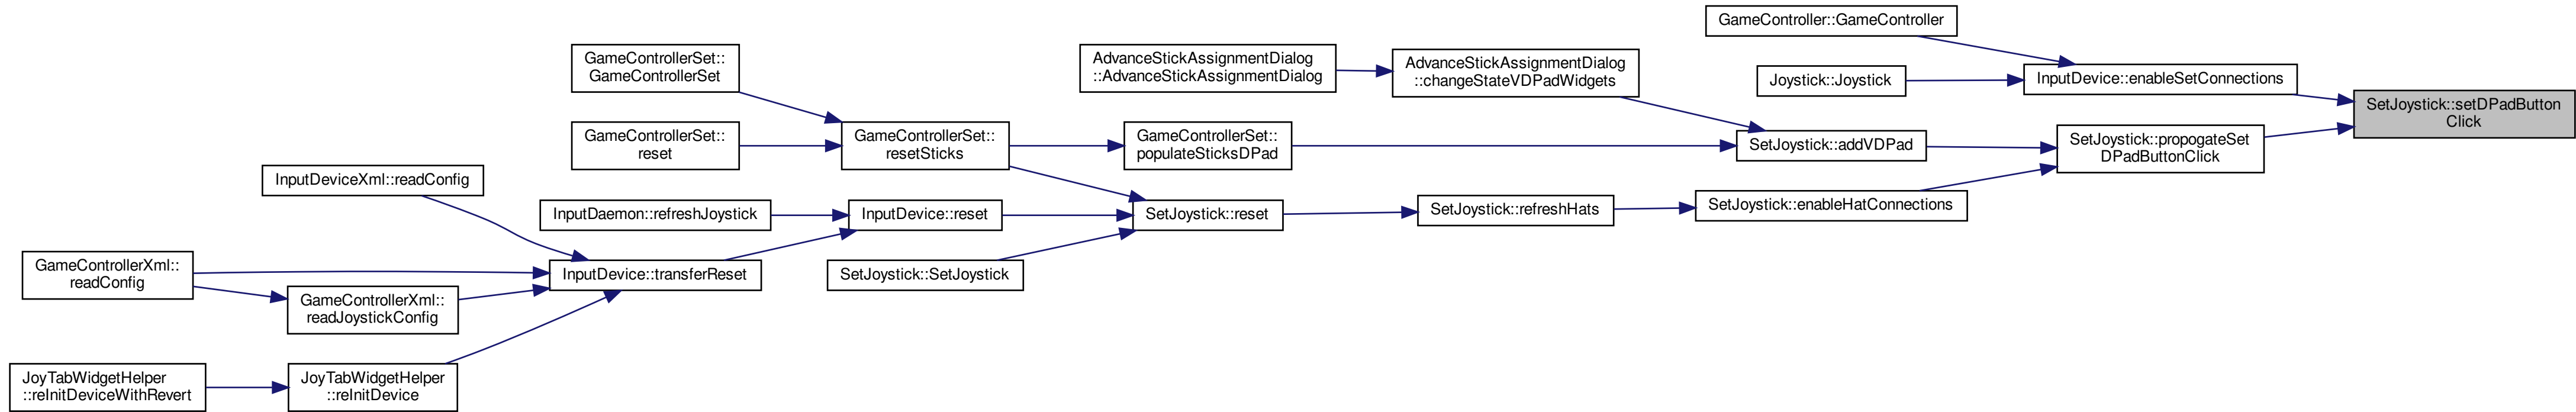 GameController::GameController
GameControllerSet::
GameControllerSet
AdvanceStickAssignmentDialog
::AdvanceStickAssignmentDialog
AdvanceStickAssignmentDialog
::changeStateVDPadWidgets
Joystick::Joystick
InputDevice::enableSetConnections
SetJoystick::setDPadButton
Click
GameControllerSet::
reset
GameControllerSet::
resetSticks
GameControllerSet::
populateSticksDPad
SetJoystick::addVDPad
SetJoystick::propogateSet
DPadButtonClick
InputDeviceXml::readConfig
InputDaemon::refreshJoystick
InputDevice::reset
SetJoystick::reset
SetJoystick::refreshHats
SetJoystick::enableHatConnections
GameControllerXml::
readConfig
InputDevice::transferReset
SetJoystick::SetJoystick
GameControllerXml::
readJoystickConfig
JoyTabWidgetHelper
::reInitDeviceWithRevert
JoyTabWidgetHelper
::reInitDevice